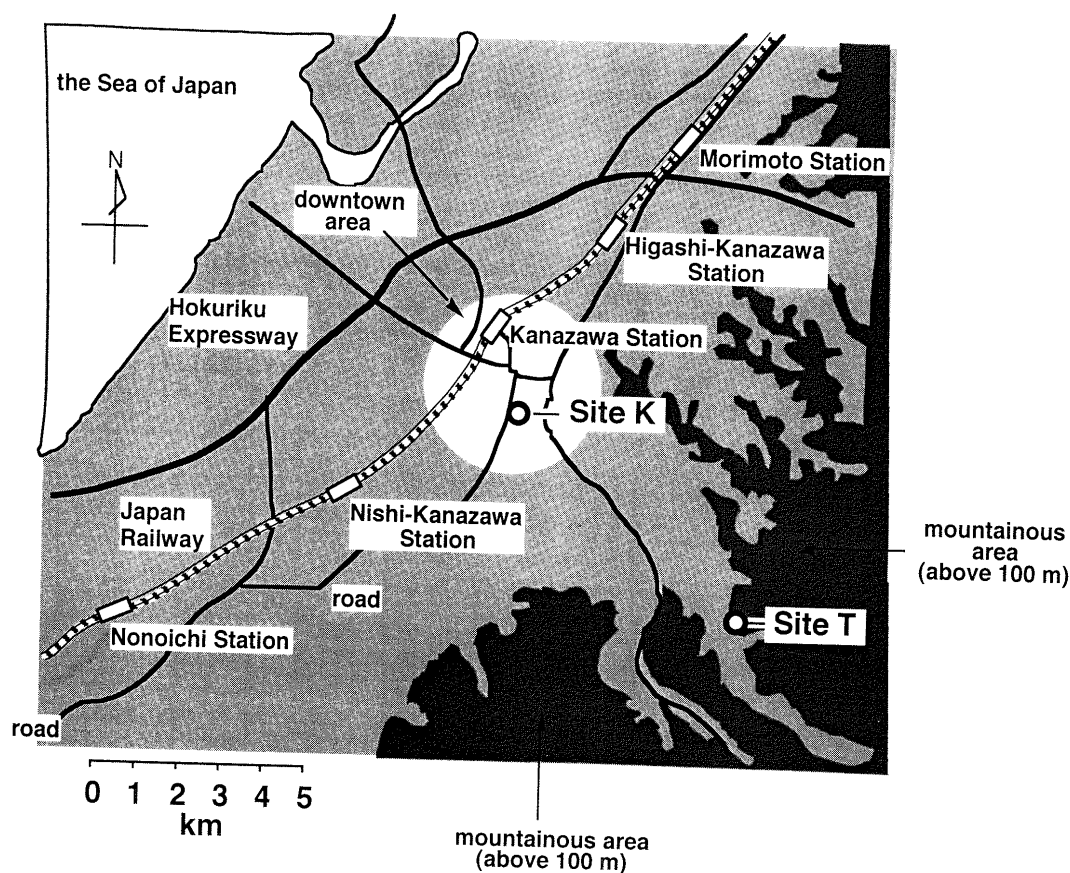 the Sea of Japan
N
Morimoto Station
downtown
area
Higashi-Kanazawa
Station
Hokuriku
Expressway
Kanazawa Station
Site K
Japan
Railway
Nishi-Kanazawa
Station
mountainous
area
(above 100 m)
road
Site T
Nonoichi Station
road
0 1 2 3 4 5
km
mountainous area
(above 100 m)